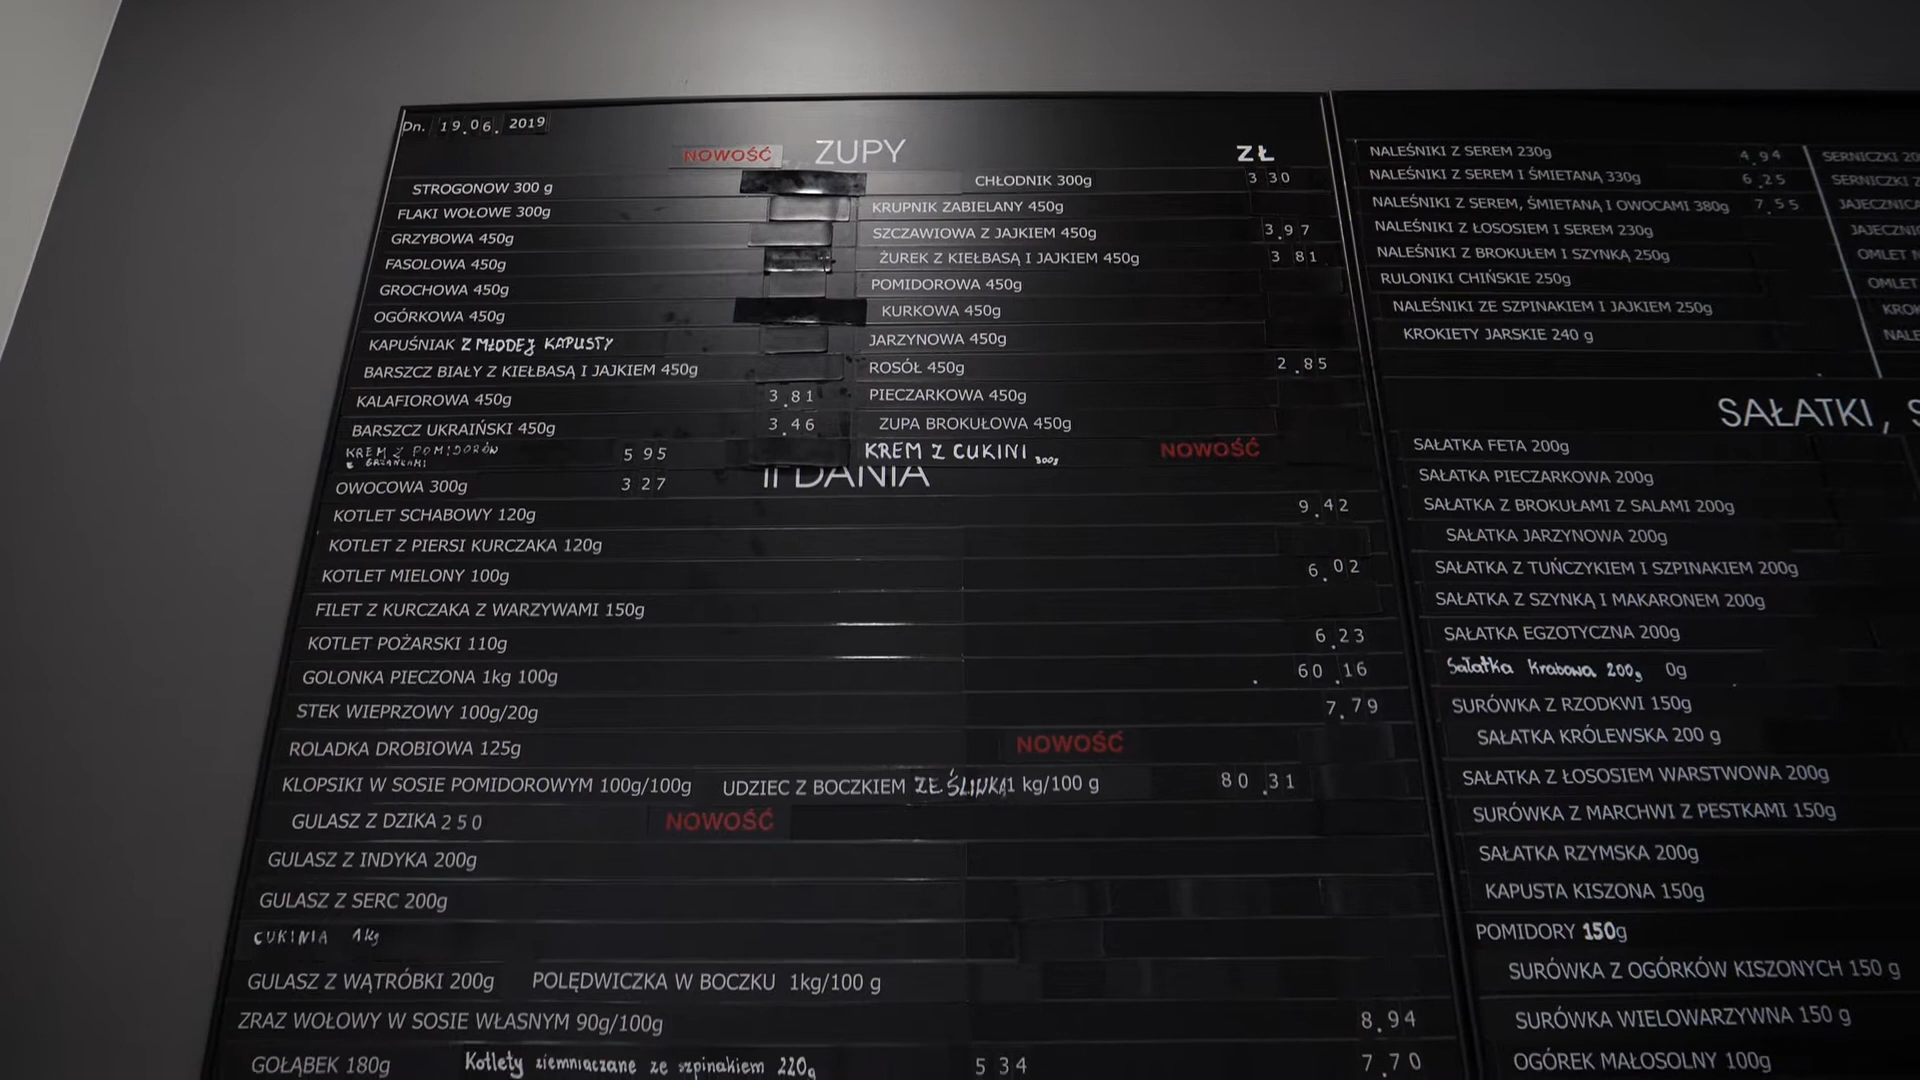 Dn. 19.06.2019
NOWOŚĆ ZUPY ZŁ
STROGONOW 300 g
FLAKI WOŁOWE 300g
GRZYBOWA 450g
FASOLOWA 450g
GROCHOWA 450g
OGÓRKOWA 450g
KAPUŚNIAK Z MŁODEJ KAPUSTY
BARSZCZ BIAŁY Z KIEŁBASĄ I JAJKIEM 450g
KALAFIOROWA 450g 3.81
BARSZCZ UKRAIŃSKI 450g 3.46
KREM Z POMIDORÓW 5 95
Z GRZANKAMI
OWOCOWA 300g 3 27
CHŁODNIK 300g 3 30
KRUPNIK ZABIELANY 450g
SZCZAWIOWA Z JAJKIEM 450g 3.97
ŻUREK Z KIEŁBASĄ I JAJKIEM 450g 3 81
POMIDOROWA 450g
KURKOWA 450g
JARZYNOWA 450g
ROSÓŁ 450g 2.85
PIECZARKOWA 450g
ZUPA BROKUŁOWA 450g
KREM Z CUKINI 300g NOWOŚĆ
II DANIA
KOTLET SCHABOWY 120g 9.42
KOTLET Z PIERSI KURCZAKA 120g
KOTLET MIELONY 100g 6.02
FILET Z KURCZAKA Z WARZYWAMI 150g
KOTLET POŻARSKI 110g 6.23
GOLONKA PIECZONA 1kg 100g . 60.16
STEK WIEPRZOWY 100g/20g 7.79
ROLADKA DROBIOWA 125g NOWOŚĆ
KLOPSIKI W SOSIE POMIDOROWYM 100g/100g UDZIEC Z BOCZKIEM ZE ŚLIWKĄ 1 kg/100 g 80.31
GULASZ Z DZIKA 250 NOWOŚĆ
GULASZ Z INDYKA 200g
GULASZ Z SERC 200g
CUKINIA 1kg
GULASZ Z WĄTRÓBKI 200g POLĘDWICZKA W BOCZKU 1kg/100 g
ZRAZ WOŁOWY W SOSIE WŁASNYM 90g/100g 8.94
GOŁĄBEK 180g Kotlety ziemniaczane ze szpinakiem 220g 5 34 7.70
NALEŚNIKI Z SEREM 230g 4.94
NALEŚNIKI Z SEREM I ŚMIETANĄ 330g 6.25
NALEŚNIKI Z SEREM, ŚMIETANĄ I OWOCAMI 380g 7.55
NALEŚNIKI Z ŁOSOSIEM I SEREM 230g
NALEŚNIKI Z BROKUŁEM I SZYNKĄ 250g
RULONIKI CHIŃSKIE 250g
NALEŚNIKI ZE SZPINAKIEM I JAJKIEM 250g
KROKIETY JARSKIE 240 g
SERNICZKI 20
SERNICZKI Z
JAJECZNICA
JAJECZNIC
OMLET N
OMLET
KROK
NALE
SAŁATKI, S
SAŁATKA FETA 200g
SAŁATKA PIECZARKOWA 200g
SAŁATKA Z BROKUŁAMI Z SALAMI 200g
SAŁATKA JARZYNOWA 200g
SAŁATKA Z TUŃCZYKIEM I SZPINAKIEM 200g
SAŁATKA Z SZYNKĄ I MAKARONEM 200g
SAŁATKA EGZOTYCZNA 200g
Sałatka Krabowa 200g 0g
SURÓWKA Z RZODKWI 150g
SAŁATKA KRÓLEWSKA 200 g
SAŁATKA Z ŁOSOSIEM WARSTWOWA 200g
SURÓWKA Z MARCHWI Z PESTKAMI 150g
SAŁATKA RZYMSKA 200g
KAPUSTA KISZONA 150g
POMIDORY 150g
SURÓWKA Z OGÓRKÓW KISZONYCH 150 g
SURÓWKA WIELOWARZYWNA 150 g
OGÓREK MAŁOSOLNY 100g